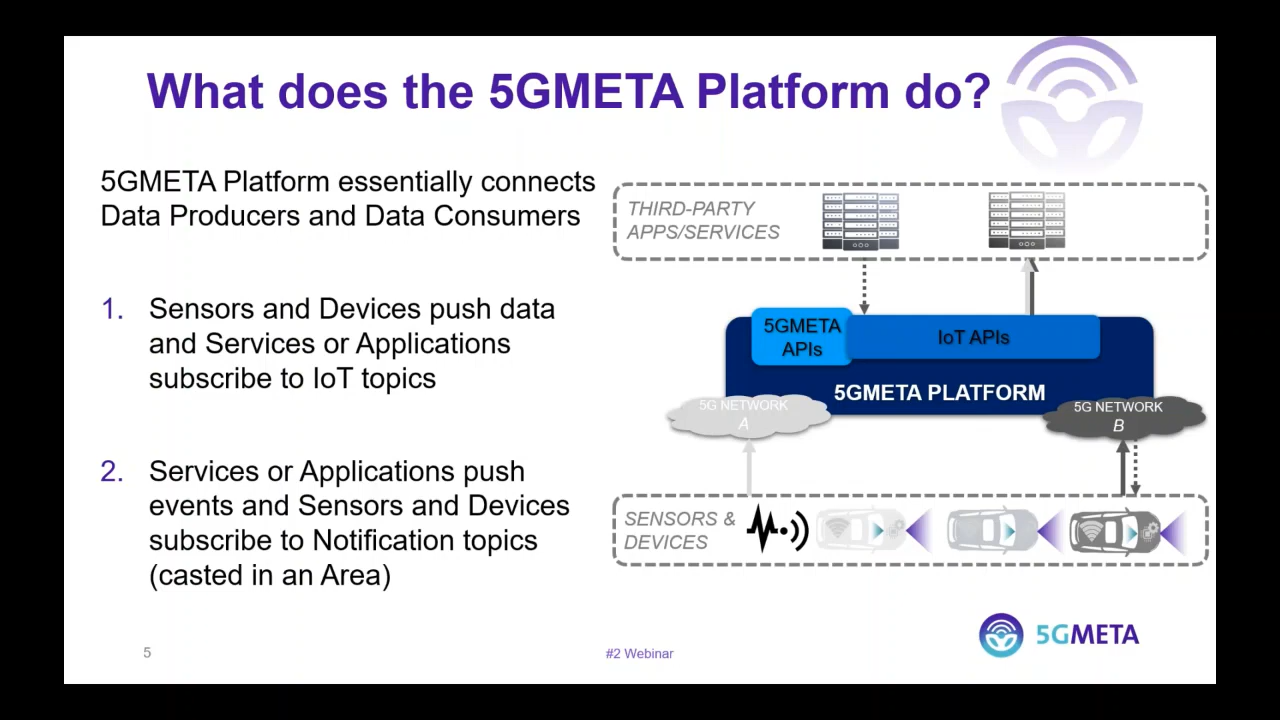 What does the 5GMETA Platform do?
5GMETA Platform essentially connects
Data Producers and Data Consumers
1. Sensors and Devices push data
and Services or Applications
subscribe to IoT topics
2. Services or Applications push
events and Sensors and Devices
subscribe to Notification topics
(casted in an Area)
THIRD-PARTY
APPS/SERVICES
5GMETA
APIs
IoT APIs
5GMETA PLATFORM
5G NETWORK
A
5G NETWORK
B
SENSORS &
DEVICES
5GMETA
5
#2 Webinar